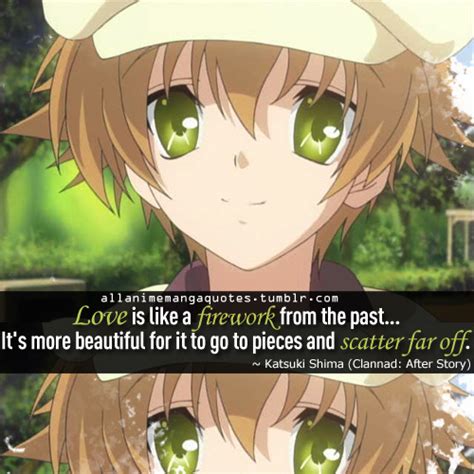 allanimemangaquotes.tumblr.com
Love is like a firework from the past...
It's more beautiful for it to go to pieces and scatter far off.
~ Katsuki Shima (Clannad: After Story)